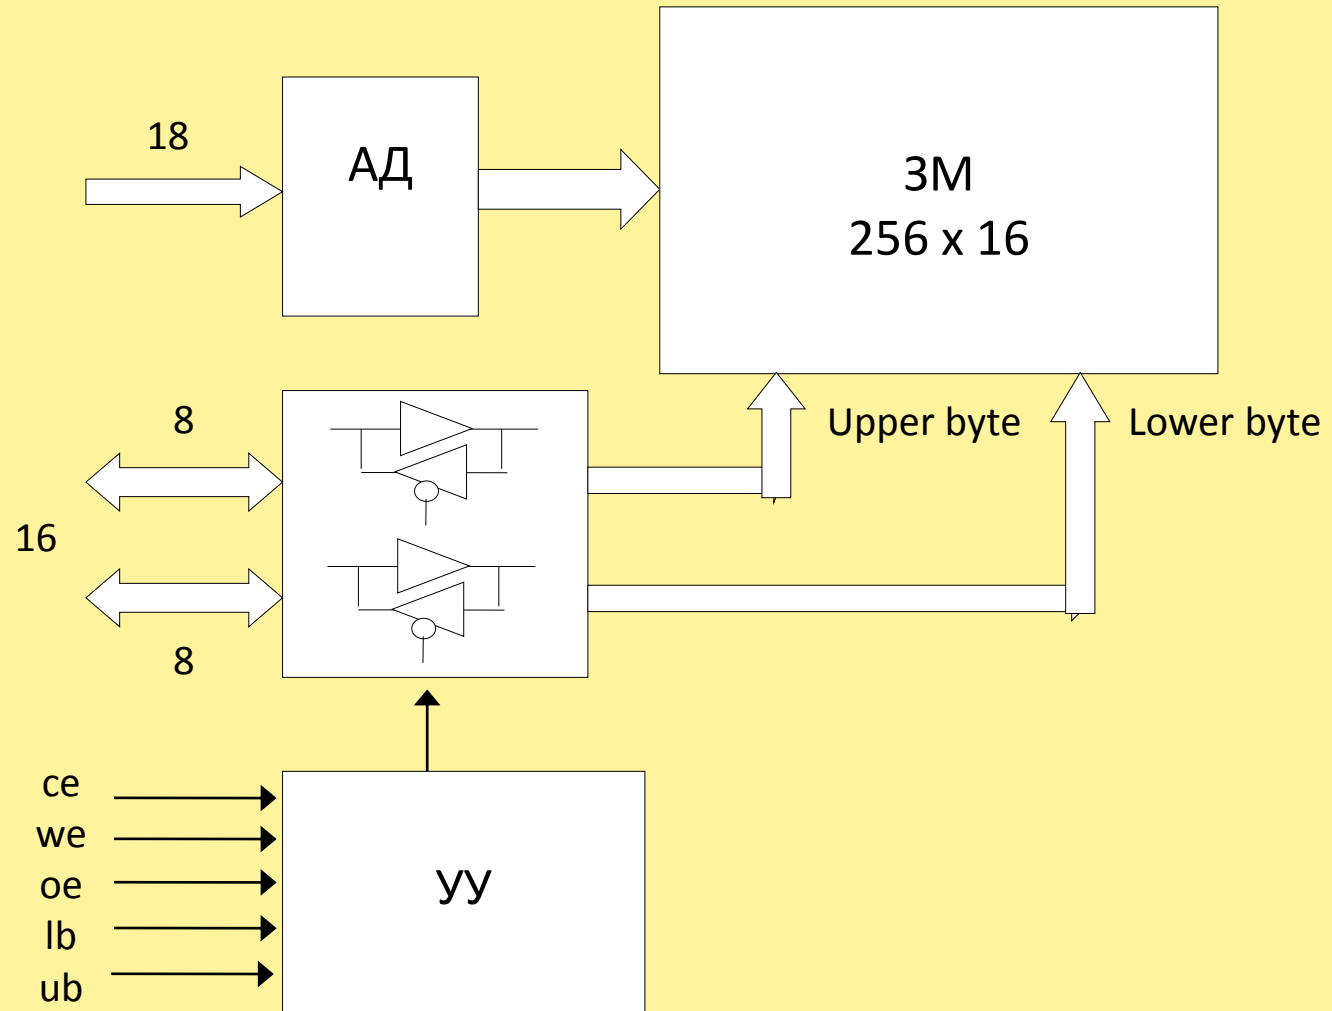 18
АД
ЗМ
256 x 16
8
Upper byte
Lower byte
16
8
ce
we
oe
lb
ub
УУ